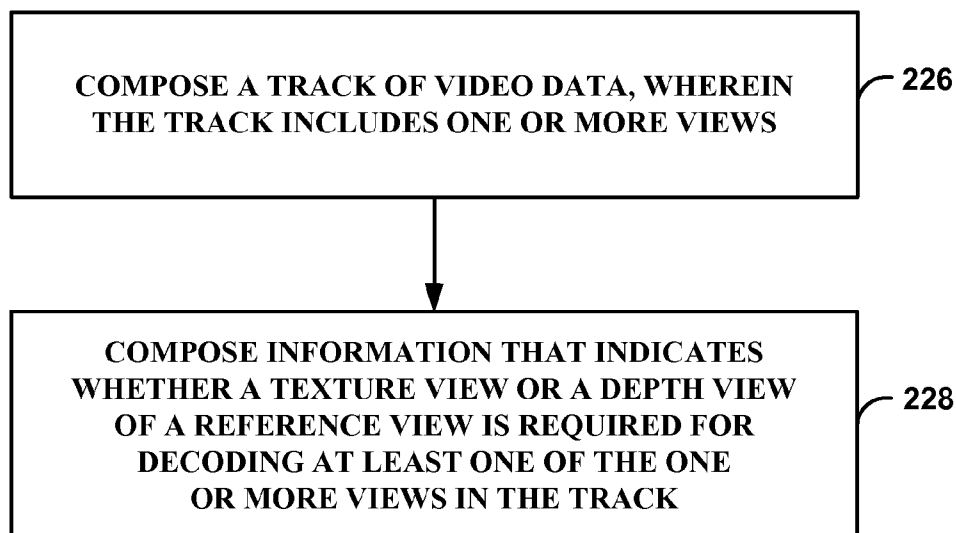 COMPOSE A TRACK OF VIDEO DATA, WHEREIN
THE TRACK INCLUDES ONE OR MORE VIEWS
226
COMPOSE INFORMATION THAT INDICATES
WHETHER A TEXTURE VIEW OR A DEPTH VIEW
OF A REFERENCE VIEW IS REQUIRED FOR
DECODING AT LEAST ONE OF THE ONE
OR MORE VIEWS IN THE TRACK
228